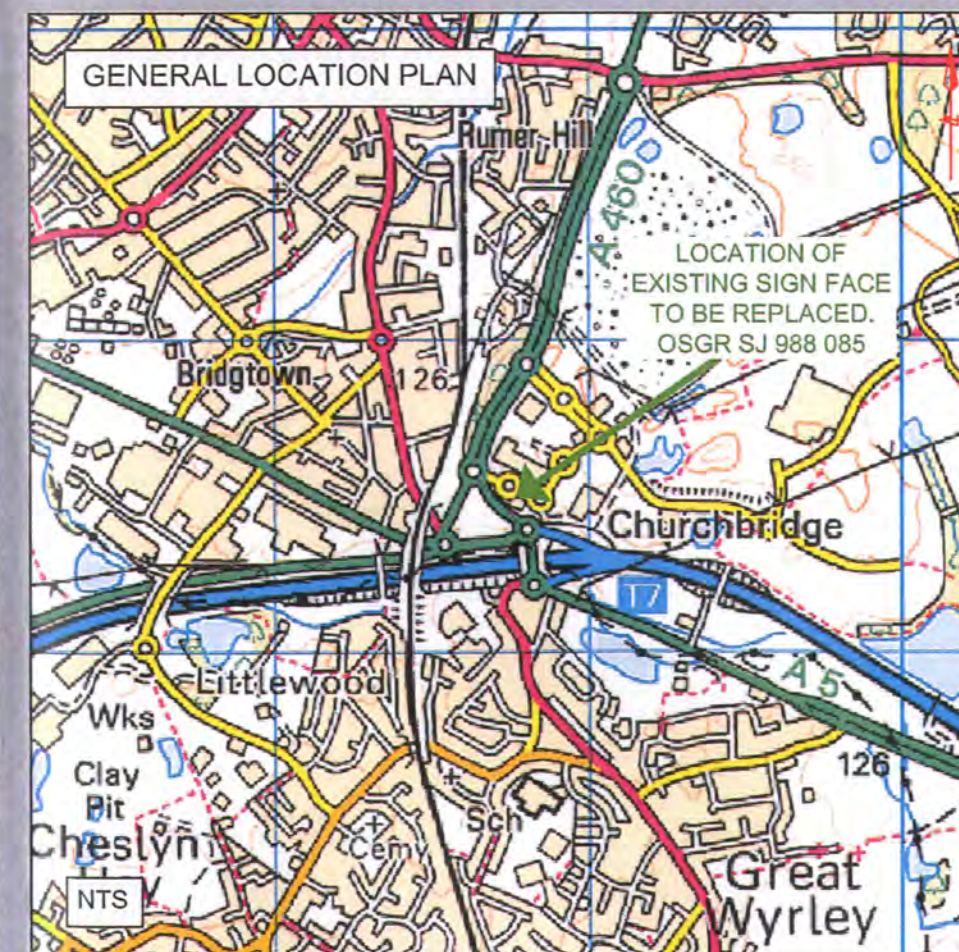 GENERAL LOCATION PLAN
Rumer Hill
A 460
LOCATION OF
EXISTING SIGN FACE
TO BE REPLACED.
OSGR SJ 988 085
Bridgtown
126
Churchbridge
T7
Littlewood
A 5
Wks
126
Clay
Pit
Sch
Cheslyn
Cemy
Great
Wyrley
NTS